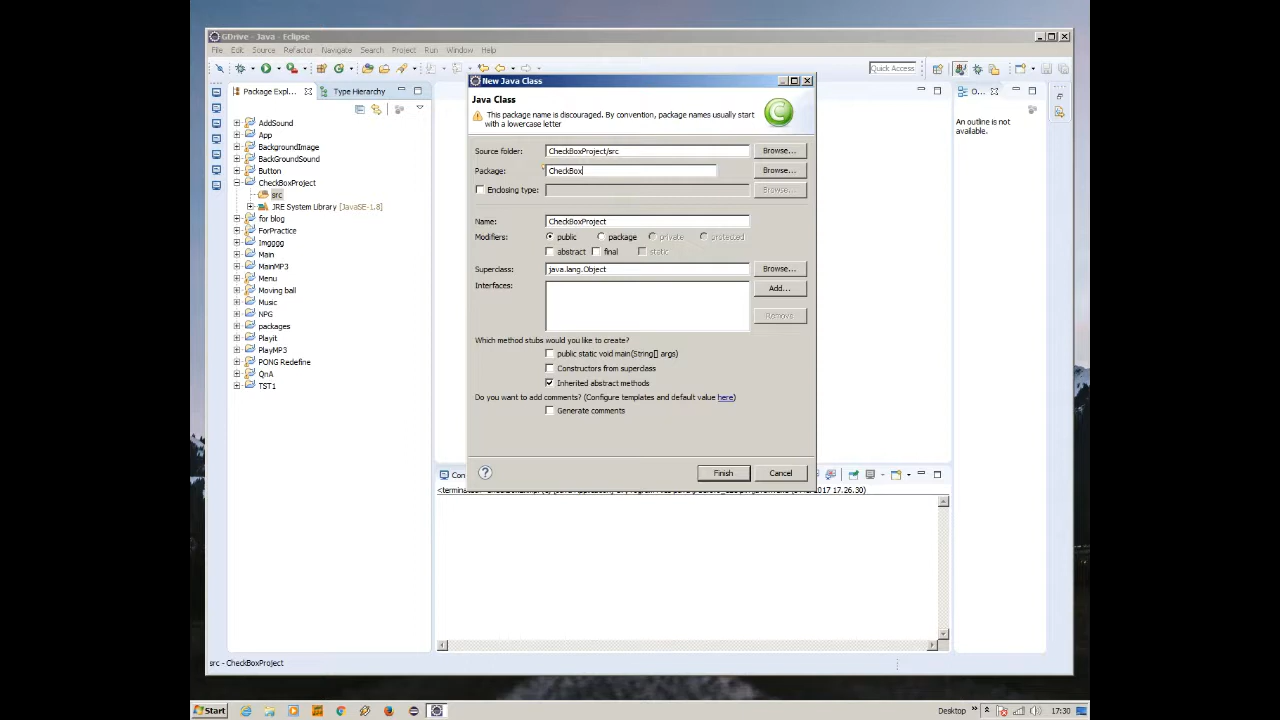 GDrive - Java - Eclipse
File Edit Source Refactor Navigate Search Project Run Window Help
Quick Access
Package Expl... Type Hierarchy
AddSound
App
BackgroundImage
BackGroundSound
Button
CheckBoxProject
src
JRE System Library [JavaSE-1.8]
for blog
ForPractice
Imgggg
Main
MainMP3
Menu
Moving ball
Music
NPG
packages
Playit
PlayMP3
PONG Redefine
QnA
TST1
New Java Class
Java Class
This package name is discouraged. By convention, package names usually start
with a lowercase letter
Source folder: CheckBoxProject/src Browse...
Package: CheckBox Browse...
Enclosing type: Browse...
Name: CheckBoxProject
Modifiers: public package private protected
abstract final static
Superclass: java.lang.Object Browse...
Interfaces: Add...
Remove
Which method stubs would you like to create?
public static void main(String[] args)
Constructors from superclass
Inherited abstract methods
Do you want to add comments? (Configure templates and default value here)
Generate comments
? Finish Cancel
O...
An outline is not
available.
Con
<terminate 2017 17.26.30)
src - CheckBoxProject
Start Desktop » 17:30